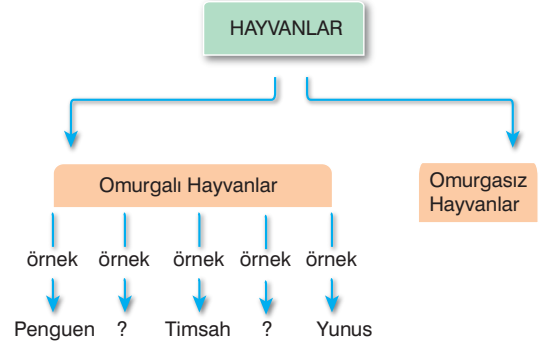 HAYVANLAR
Omurgalı Hayvanlar
Omurgasız
Hayvanlar
örnek örnek örnek örnek örnek
Penguen ? Timsah ? Yunus